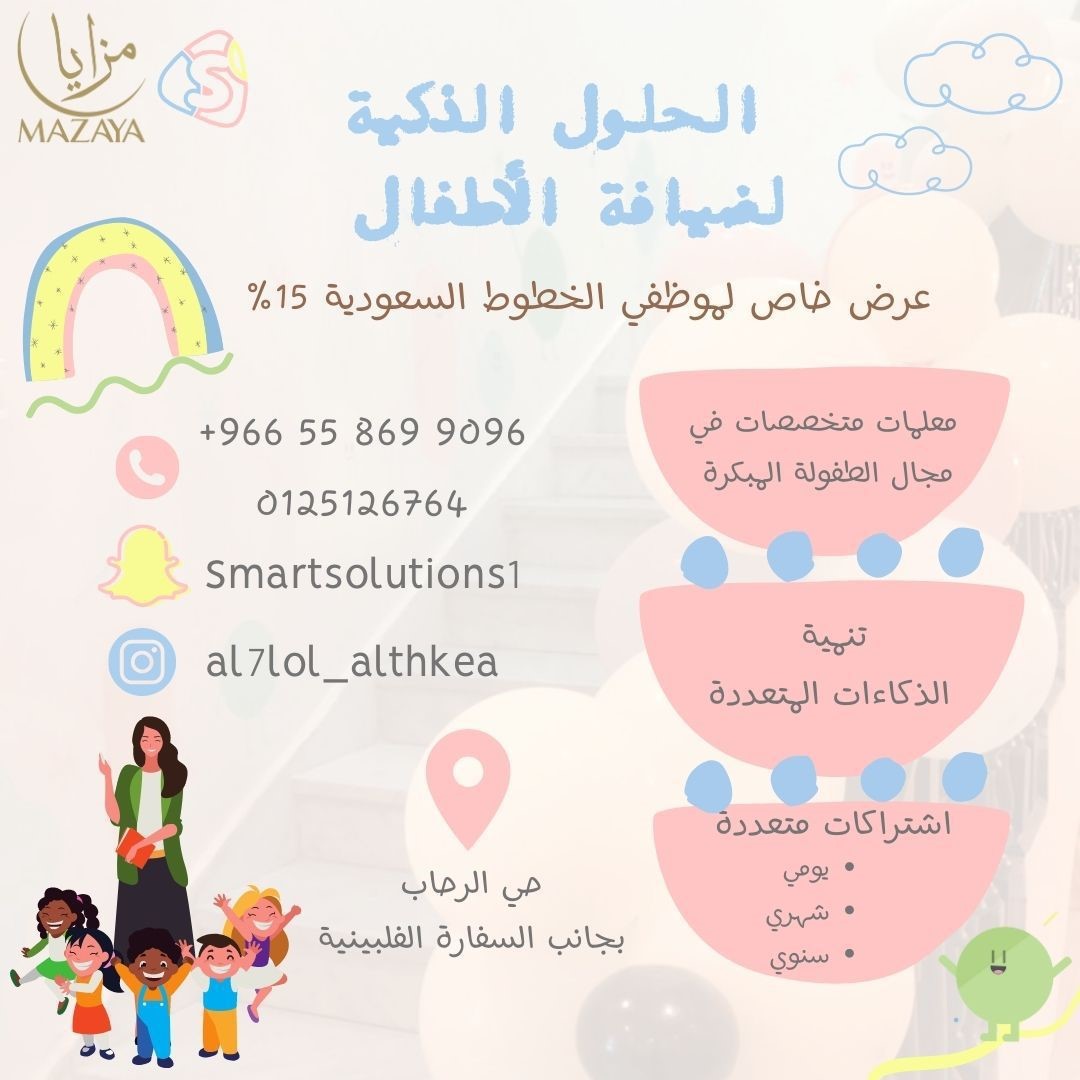 مزايا
MAZAYA
الحلول الذكية
لضيافة الأطفال
عرض خاص لموظفي الخطوط السعودية 15%
+966 55 869 9096
0125126764
Smartsolutions1
al7lol_althkea
حي الرحاب
بجانب السفارة الفلبينية
معلمات متخصصات في
مجال الطفولة المبكرة
تنمية
الذكاءات المتعددة
اشتراكات متعددة
• يومي
• شهري
• سنوي